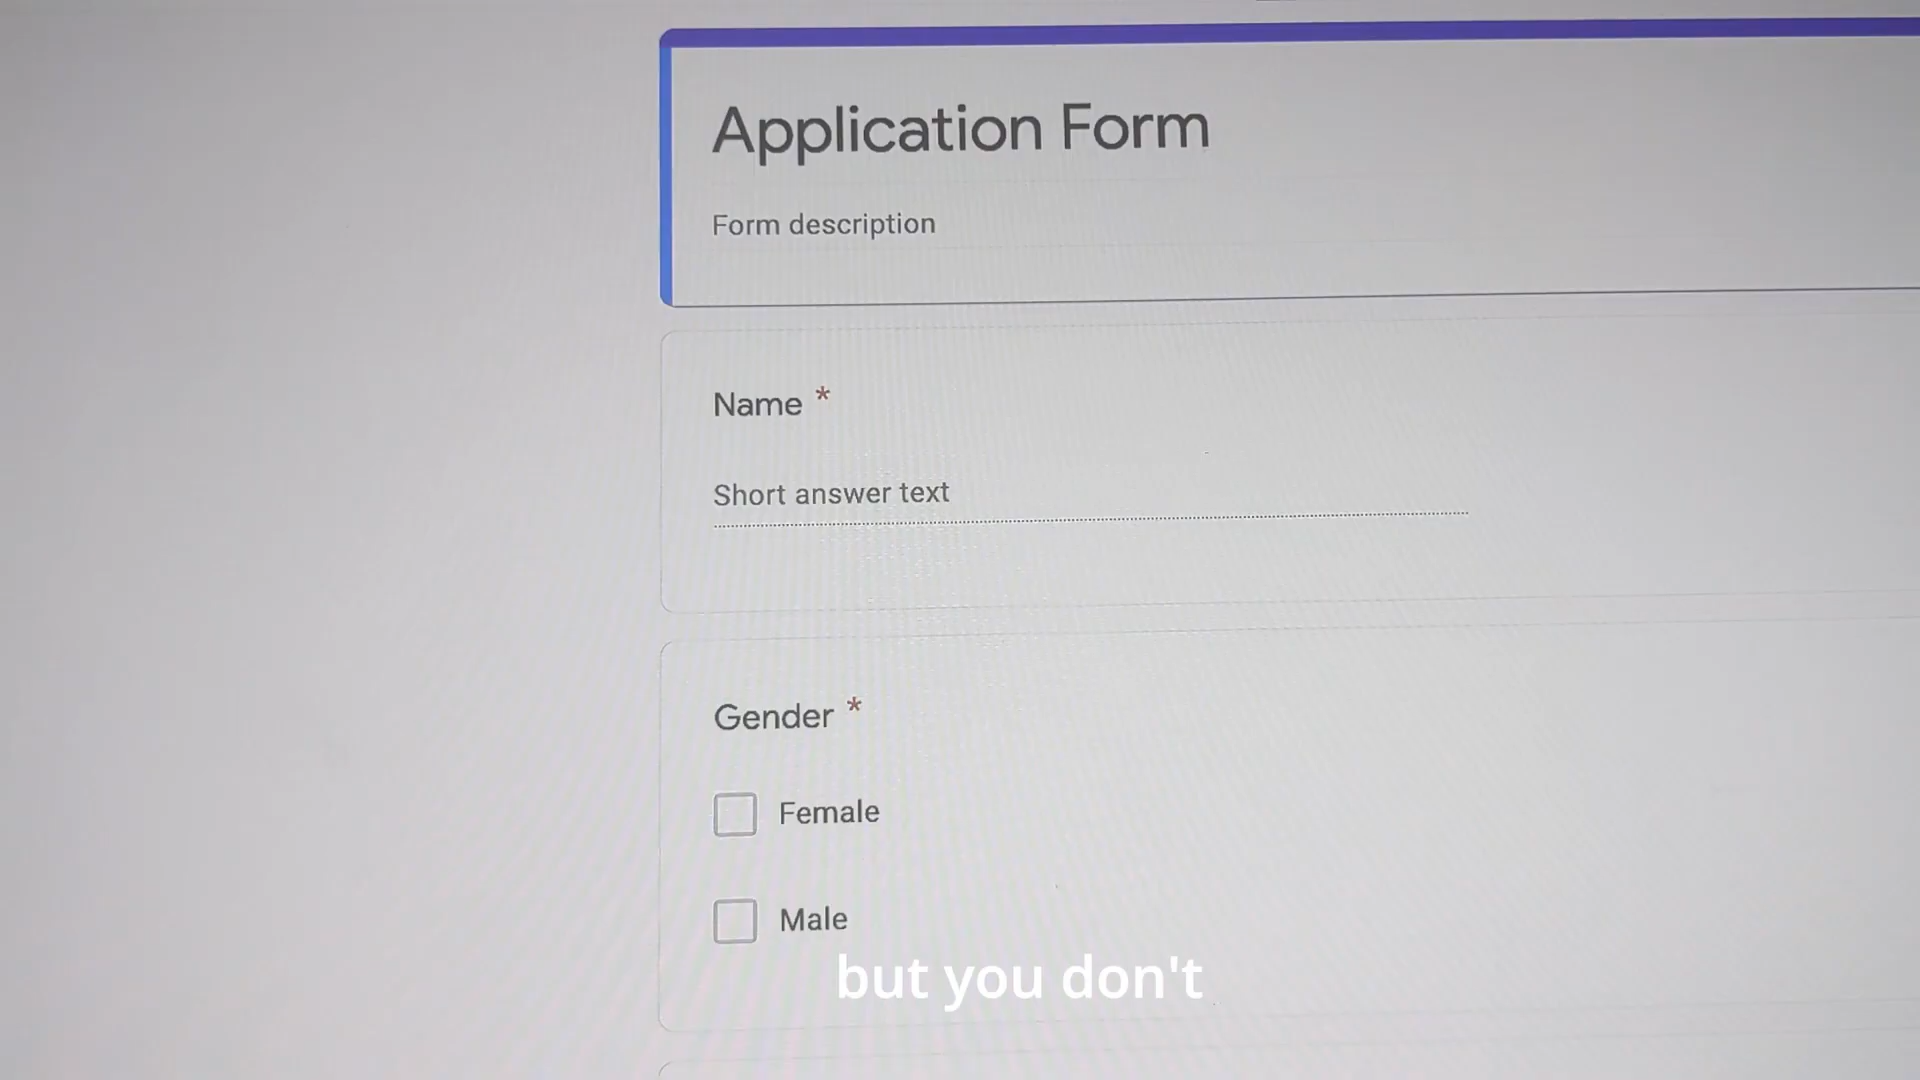 Application Form
Form description
Name *
Short answer text
Gender *
Female
Male
but you don't